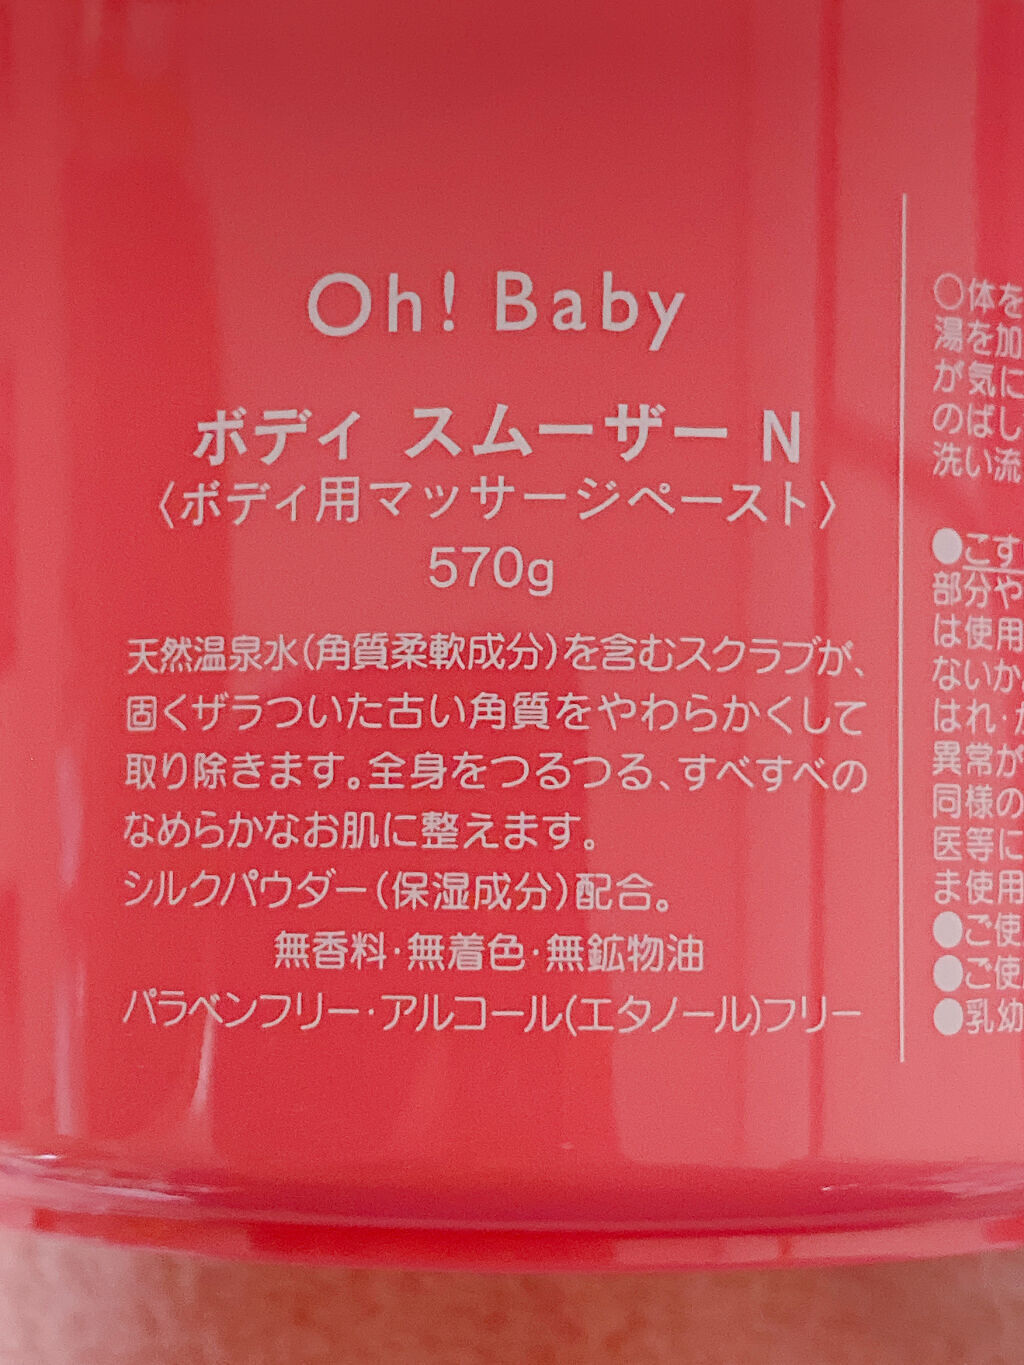 Oh! Baby
ボディ スムーザー N
〈ボディ用マッサージペースト〉
570g
天然温泉水(角質柔軟成分)を含むスクラブが、
固くザラついた古い角質をやわらかくして
取り除きます。全身をつるつる、すべすべの
なめらかなお肌に整えます。
シルクパウダー(保湿成分)配合。
無香料・無着色・無鉱物油
パラベンフリー・アルコール(エタノール)フリー
○体を
湯を加
が気に
のばし
洗い流
●こす
部分や
は使用
ないか
はれ・
異常が
同様の
医等に
ま使用
●ご使
●ご使
●乳幼